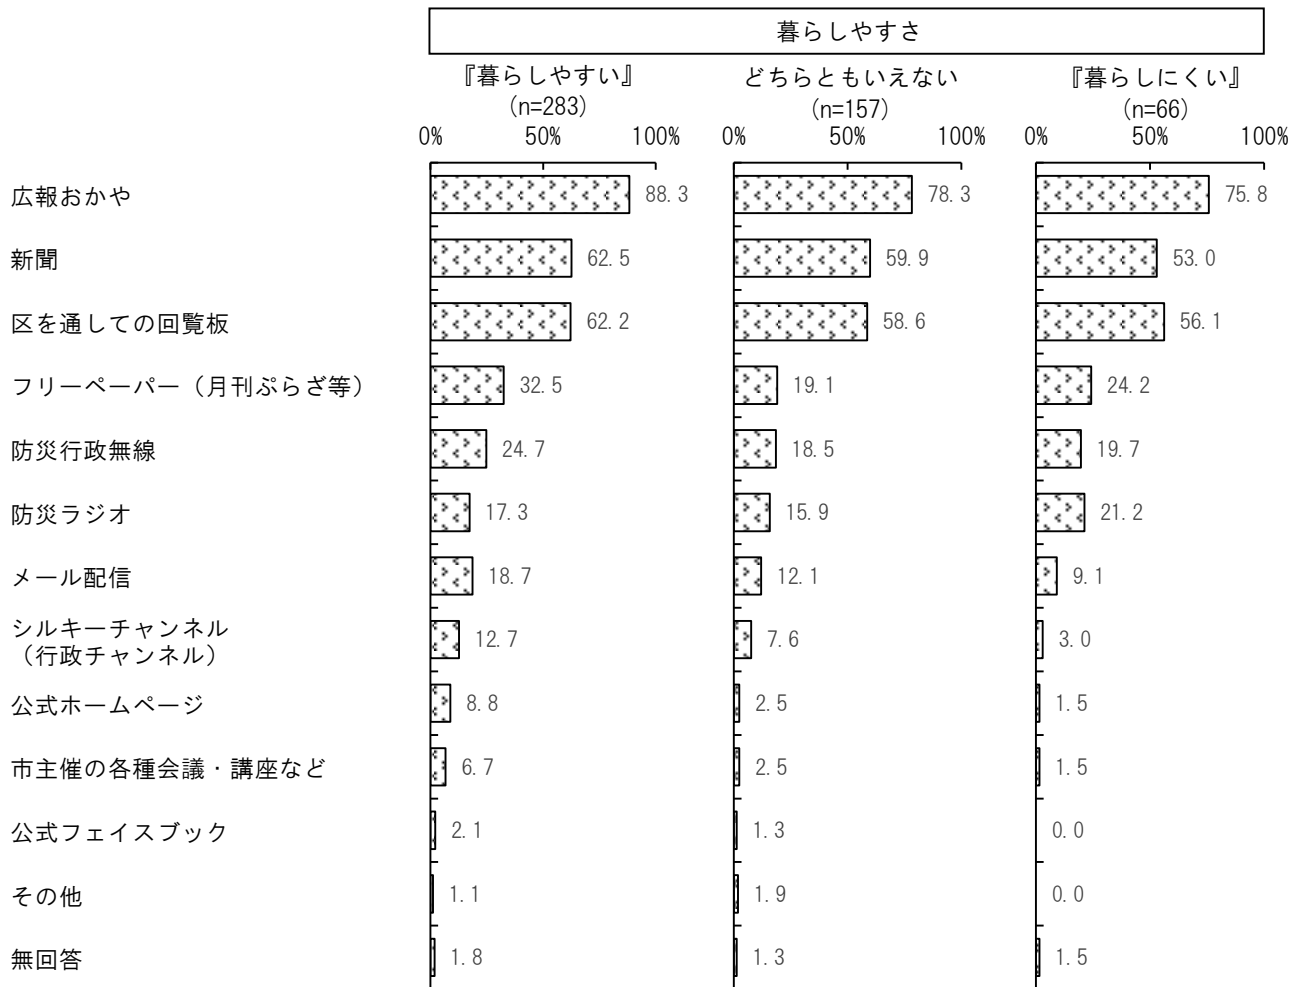 暮らしやすさ
『暮らしやすい』 どちらともいえない 『暮らしにくい』
(n=283) (n=157) (n=66)
0% 50% 100% 0% 50% 100% 0% 50% 100%
広報おかや 88.3 78.3 75.8
新聞 62.5 59.9 53.0
区を通しての回覧板 62.2 58.6 56.1
フリーペーパー（月刊ぷらざ等） 32.5 19.1 24.2
防災行政無線 24.7 18.5 19.7
防災ラジオ 17.3 15.9 21.2
メール配信 18.7 12.1 9.1
シルキーチャンネル
（行政チャンネル） 12.7 7.6 3.0
公式ホームページ 8.8 2.5 1.5
市主催の各種会議・講座など 6.7 2.5 1.5
公式フェイスブック 2.1 1.3 0.0
その他 1.1 1.9 0.0
無回答 1.8 1.3 1.5